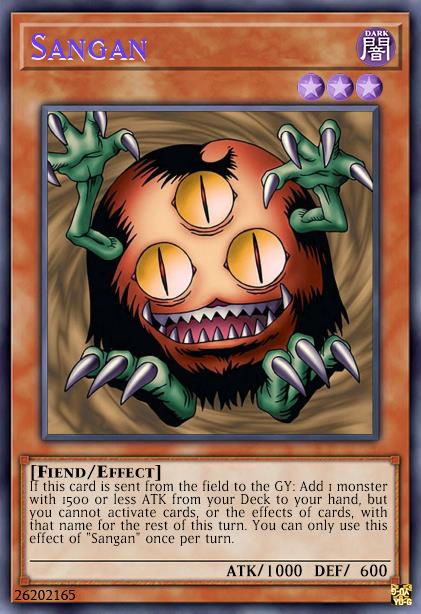 SANGAN
DARK
闇
[FIEND/EFFECT]
If this card is sent from the field to the GY: Add 1 monster
with 1500 or less ATK from your Deck to your hand, but
you cannot activate cards, or the effects of cards, with
that name for the rest of this turn. You can only use this
effect of "Sangan" once per turn.
ATK/1000 DEF/ 600
26202165